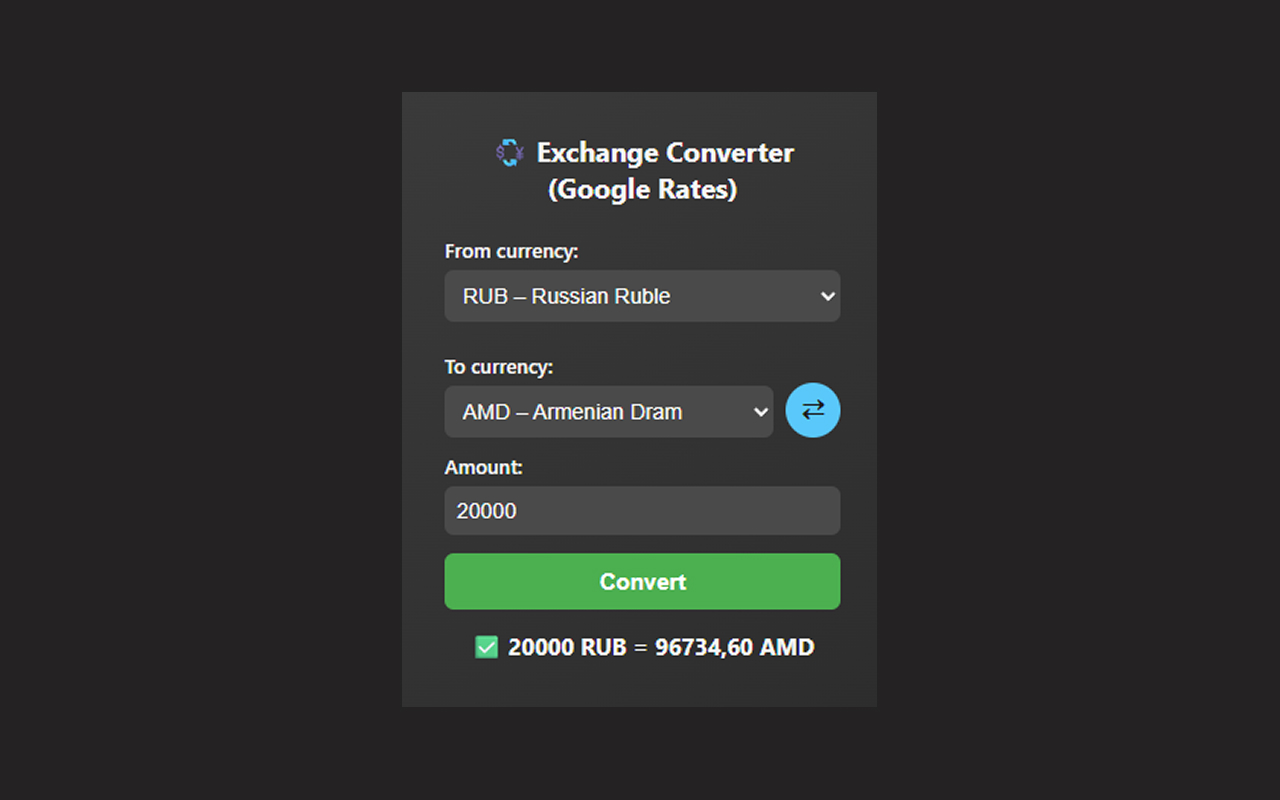 Exchange Converter
(Google Rates)
From currency:
RUB – Russian Ruble
To currency:
AMD – Armenian Dram
Amount:
20000
Convert
20000 RUB = 96734,60 AMD